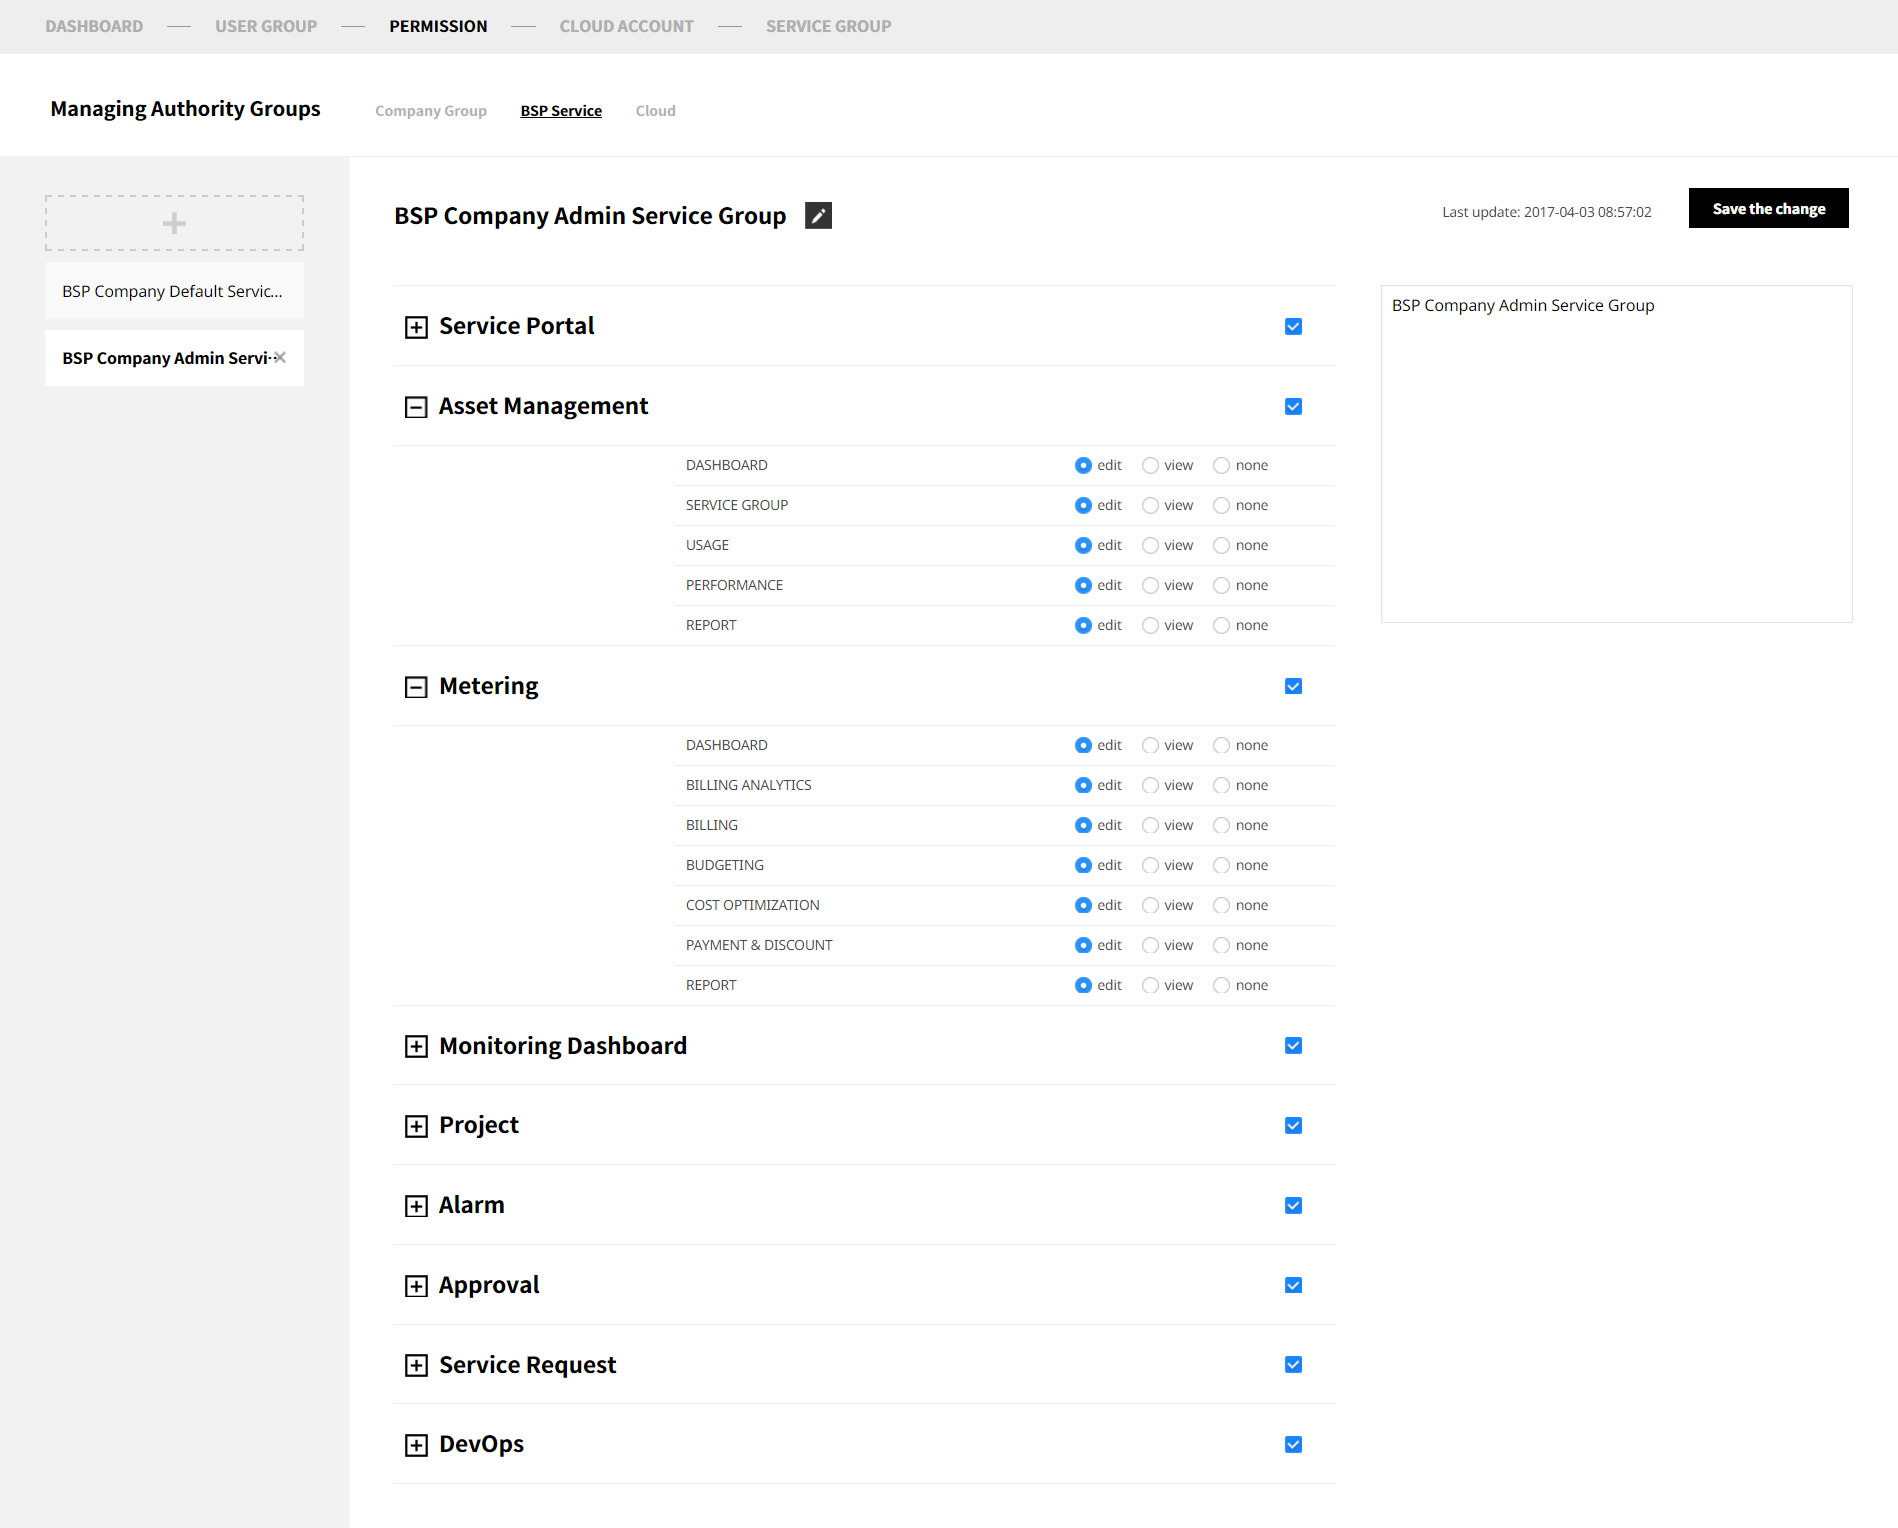 DASHBOARD — USER GROUP — PERMISSION — CLOUD ACCOUNT — SERVICE GROUP
Managing Authority Groups Company Group BSP Service Cloud
BSP Company Default Servic...
BSP Company Admin Servi··
BSP Company Admin Service Group
Last update: 2017-04-03 08:57:02
Save the change
Service Portal
Asset Management
DASHBOARD edit view none
SERVICE GROUP edit view none
USAGE edit view none
PERFORMANCE edit view none
REPORT edit view none
Metering
DASHBOARD edit view none
BILLING ANALYTICS edit view none
BILLING edit view none
BUDGETING edit view none
COST OPTIMIZATION edit view none
PAYMENT & DISCOUNT edit view none
REPORT edit view none
Monitoring Dashboard
Project
Alarm
Approval
Service Request
DevOps
BSP Company Admin Service Group